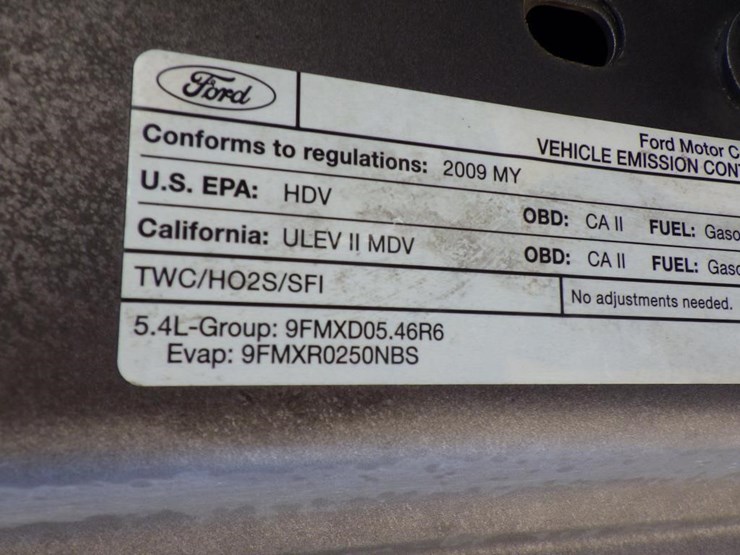 Ford
Ford Motor C
VEHICLE EMISSION CON
Conforms to regulations: 2009 MY
U.S. EPA: HDV OBD: CA II FUEL: Gaso
California: ULEV II MDV OBD: CA II FUEL: Gaso
TWC/HO2S/SFI No adjustments needed.
5.4L-Group: 9FMXD05.46R6
Evap: 9FMXR0250NBS